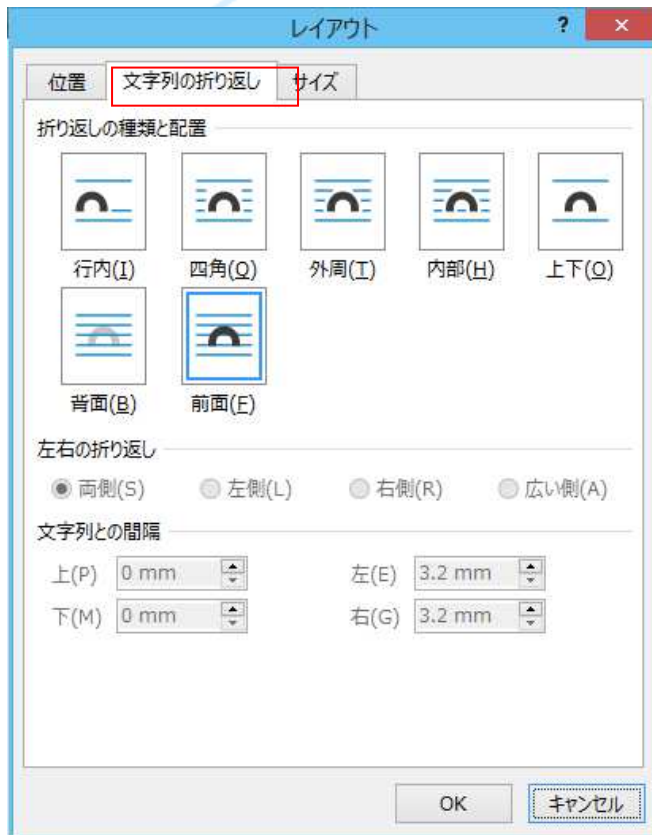 レイアウト ? ×
位置 文字列の折り返し サイズ
折り返しの種類と配置
行内(I) 四角(Q) 外周(T) 内部(H) 上下(O)
背面(B) 前面(F)
左右の折り返し
両側(S) 左側(L) 右側(R) 広い側(A)
文字列との間隔
上(P) 0 mm 左(E) 3.2 mm
下(M) 0 mm 右(G) 3.2 mm
OK キャンセル